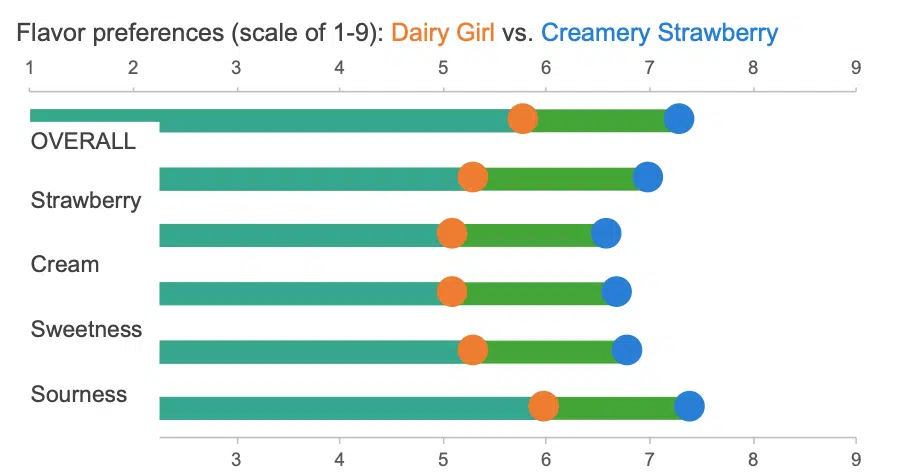 Flavor preferences (scale of 1-9): Dairy Girl vs. Creamery Strawberry
1 2 3 4 5 6 7 8 9
OVERALL
Strawberry
Cream
Sweetness
Sourness
3 4 5 6 7 8 9